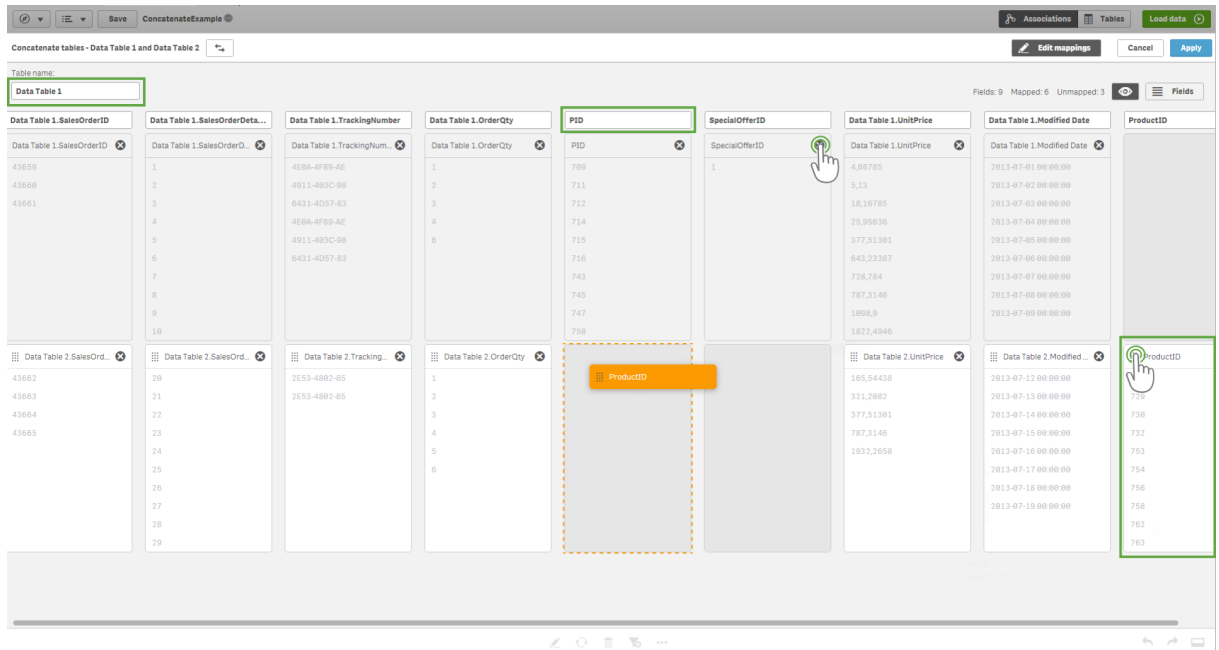 Save ConcatenateExample Associations Tables Load data
Concatenate tables - Data Table 1 and Data Table 2 Edit mappings Cancel Apply
Table name:
Data Table 1 Fields: 9 Mapped: 6 Unmapped: 3 Fields
Data Table 1.SalesOrderID Data Table 1.SalesOrderDeta... Data Table 1.TrackingNumber Data Table 1.OrderQty PID SpecialOfferID Data Table 1.UnitPrice Data Table 1.Modified Date ProductID
Data Table 1.SalesOrderID Data Table 1.SalesOrderD... Data Table 1.TrackingNum... Data Table 1.OrderQty PID SpecialOfferID Data Table 1.UnitPrice Data Table 1.Modified Date
43659 1 4E0A-4F89-AE 1 709 1 4,66785 2013-07-01 00:00:00
43660 2 4911-403C-98 2 711 5,13 2013-07-02 00:00:00
43661 3 6431-4D57-83 3 712 18,16785 2013-07-03 00:00:00
4 4E0A-4F89-AE 4 714 25,95636 2013-07-04 00:00:00
5 4911-403C-98 6 715 377,51301 2013-07-05 00:00:00
6 6431-4D57-83 716 643,23387 2013-07-06 00:00:00
7 743 728,784 2013-07-07 00:00:00
8 745 787,3146 2013-07-08 00:00:00
9 747 1098,9 2013-07-09 00:00:00
10 758 1822,4946
Data Table 2.SalesOrd... Data Table 2.SalesOrd... Data Table 2.Tracking... Data Table 2.OrderQty Data Table 2.UnitPrice Data Table 2.Modified ... ProductID
43662 20 2E53-4802-85 1 ProductID 165,54438 2013-07-12 00:00:00
43663 21 2E53-4802-85 2 321,2082 2013-07-13 00:00:00 729
43664 22 3 377,51301 2013-07-14 00:00:00 730
43665 23 4 787,3146 2013-07-15 00:00:00 732
24 5 1932,2658 2013-07-16 00:00:00 753
25 6 2013-07-17 00:00:00 754
26 2013-07-18 00:00:00 756
27 2013-07-19 00:00:00 758
28 762
29 763